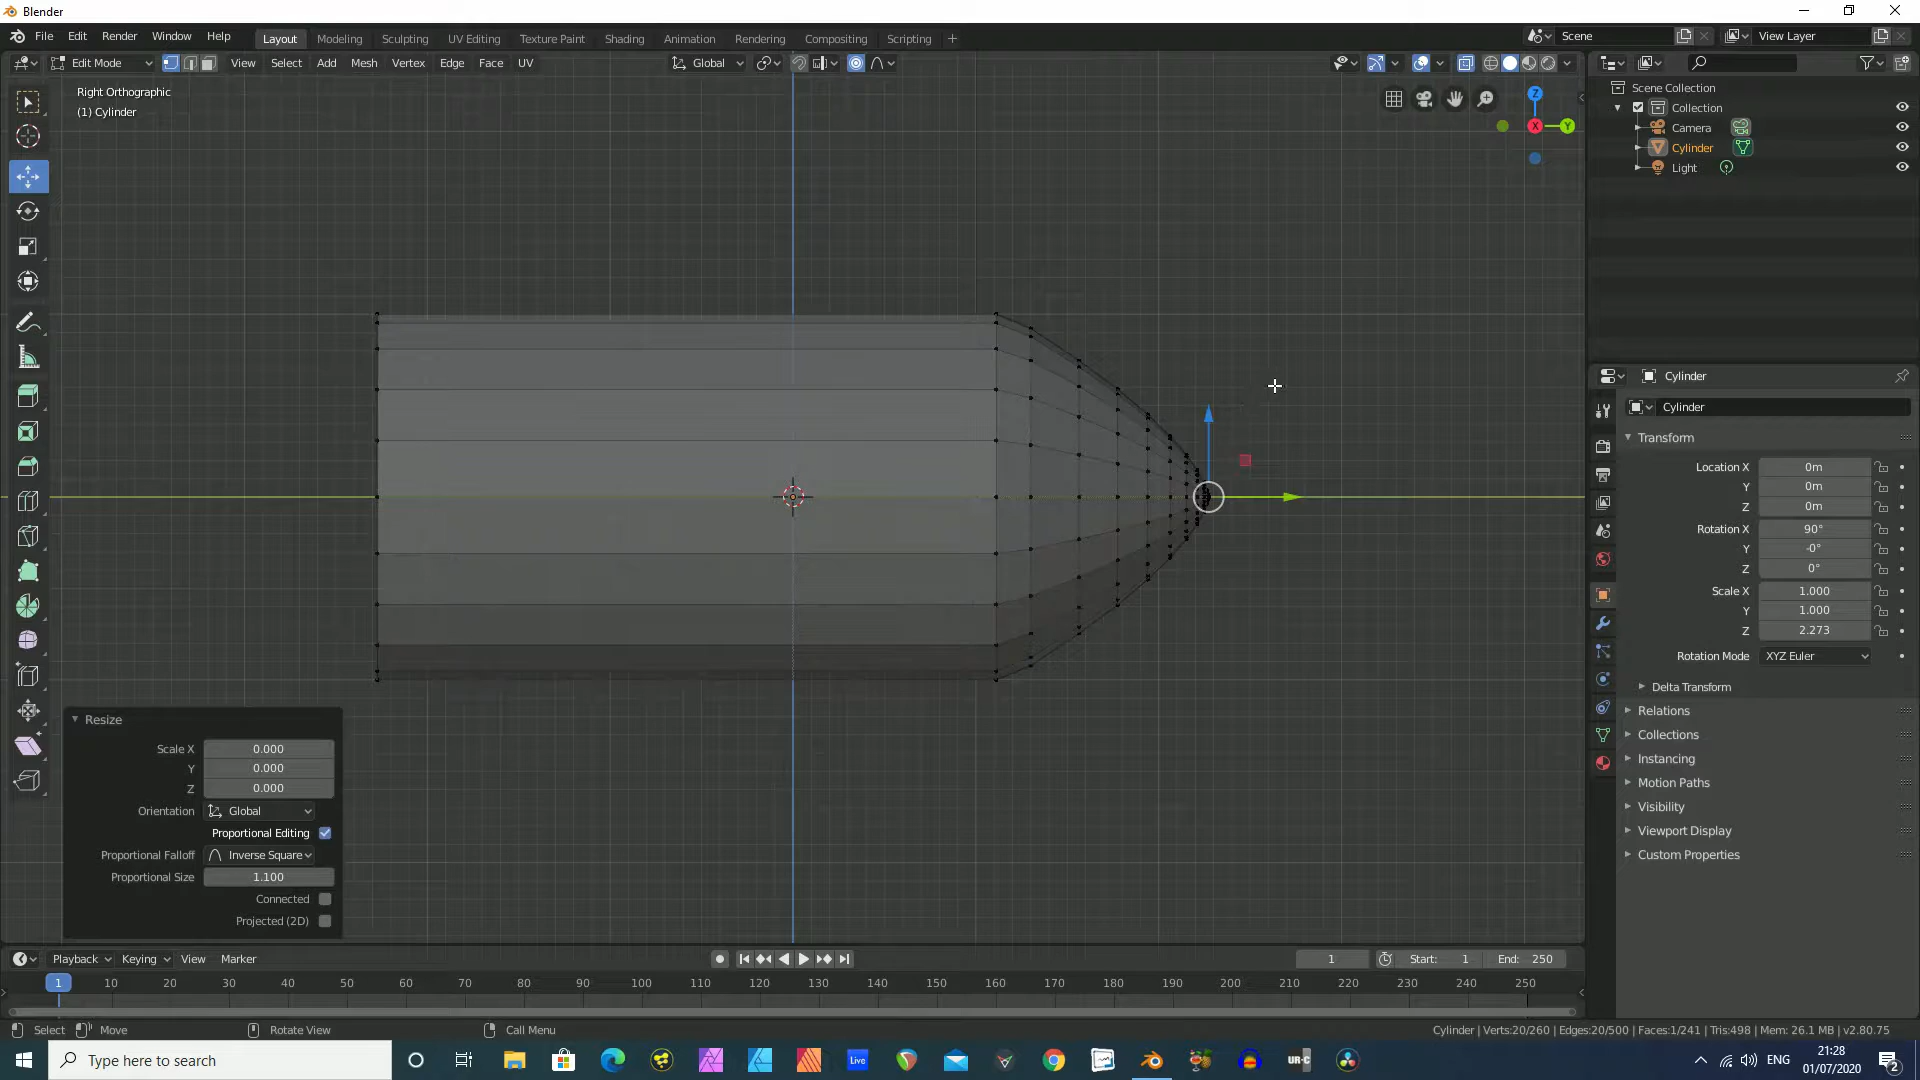 Blender
File Edit Render Window Help
Layout Modeling Sculpting UV Editing Texture Paint Shading Animation Rendering Compositing Scripting
Scene
View Layer
Edit Mode
View Select Add Mesh Vertex Edge Face UV
Global
Right Orthographic
(1) Cylinder
Z
X
Y
Scene Collection
Collection
Camera
Cylinder
Light
Cylinder
Cylinder
Transform
Location X 0m
Y 0m
Z 0m
Rotation X 90°
Y -0°
Z 0°
Scale X 1.000
Y 1.000
Z 2.273
Rotation Mode XYZ Euler
Delta Transform
Relations
Collections
Instancing
Motion Paths
Visibility
Viewport Display
Custom Properties
Resize
Scale X 0.000
Y 0.000
Z 0.000
Orientation Global
Proportional Editing
Proportional Falloff Inverse Square
Proportional Size 1.100
Connected
Projected (2D)
Playback Keying View Marker
1 Start: 1 End: 250
1 10 20 30 40 50 60 70 80 90 100 110 120 130 140 150 160 170 180 190 200 210 220 230 240 250
Select Move Rotate View Call Menu
Cylinder | Verts:20/260 | Edges:20/500 | Faces:1/241 | Tris:498 | Mem: 26.1 MB | v2.80.75
Type here to search
Live
UR-C
ENG
21:28
01/07/2020
2